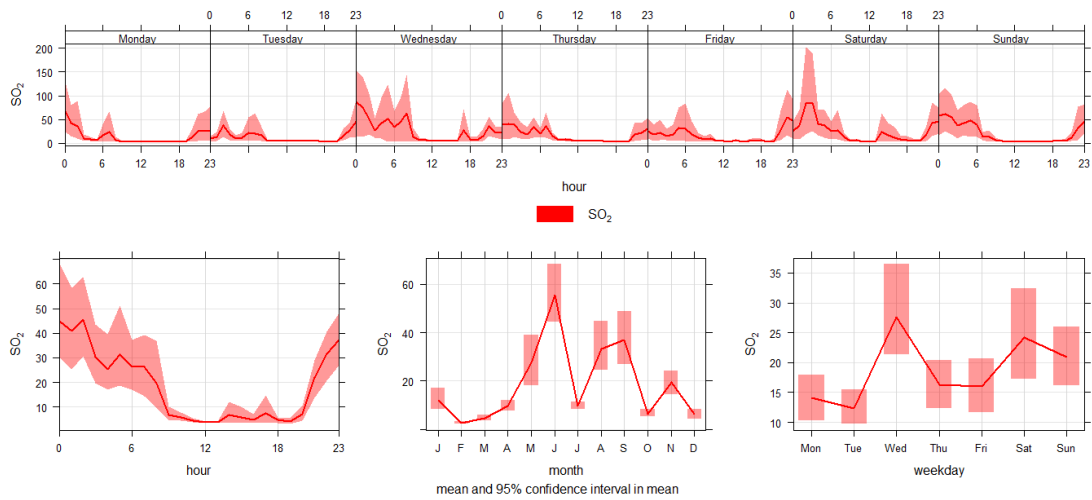 0 6 12 18 23 0 6 12 18 23 0 6 12 18 23
Monday Tuesday Wednesday Thursday Friday Saturday Sunday
SO2
200
150
100
50
0
0 6 12 18 23 0 6 12 18 23 0 6 12 18 23 0 6 12 18 23
hour
SO2
SO2
60
50
40
30
20
10
0 6 12 18 23
hour
SO2
60
40
20
J F M A M J J A S O N D
month
SO2
35
30
25
20
15
10
Mon Tue Wed Thu Fri Sat Sun
weekday
mean and 95% confidence interval in mean